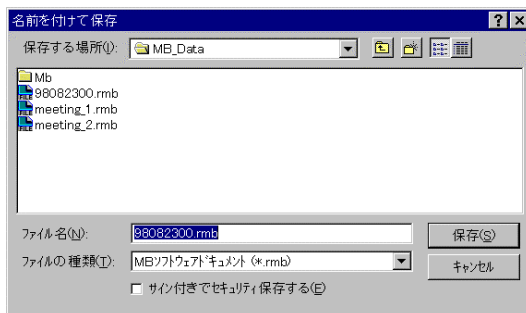 名前を付けて保存
保存する場所(I): MB_Data
Mb
98082300.rmb
meeting_1.rmb
meeting_2.rmb
ファイル名(N): 98082300.rmb 保存(S)
ファイルの種類(T): MBソフトウェアドキュメント (*.rmb) キャンセル
サイン付きでセキュリティ保存する(E)